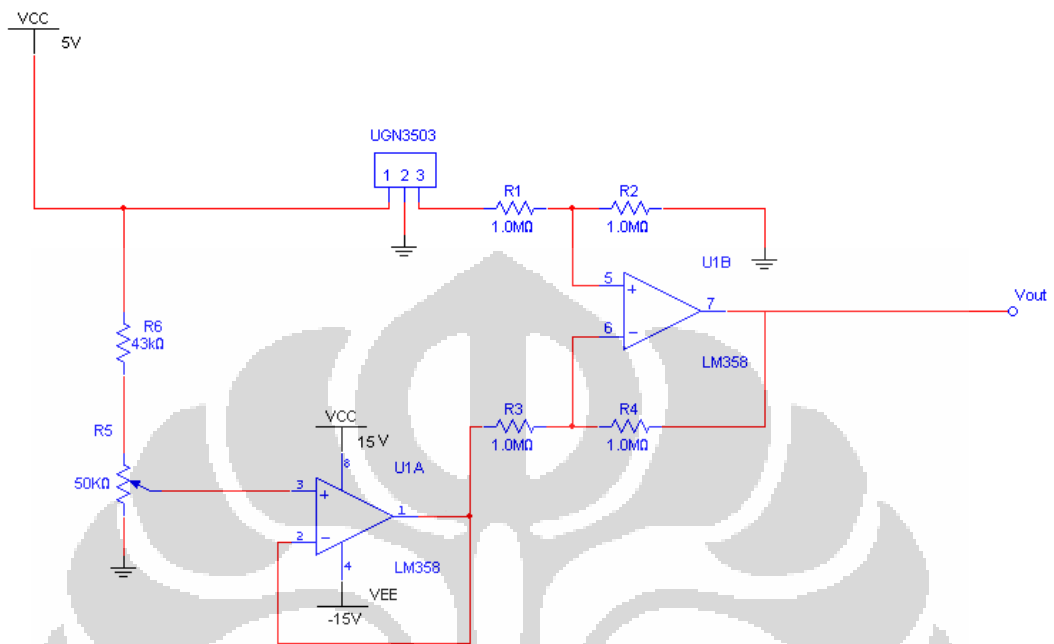 VCC
5V
UGN3503
1 2 3
R1
1.0MΩ
R2
1.0MΩ
U1B
5
+
6
−
7
LM358
Vout
R6
43kΩ
R3
1.0MΩ
R4
1.0MΩ
R5
50KΩ
VCC
15 V
8
U1A
3
+
2
−
1
4
LM358
VEE
-15V